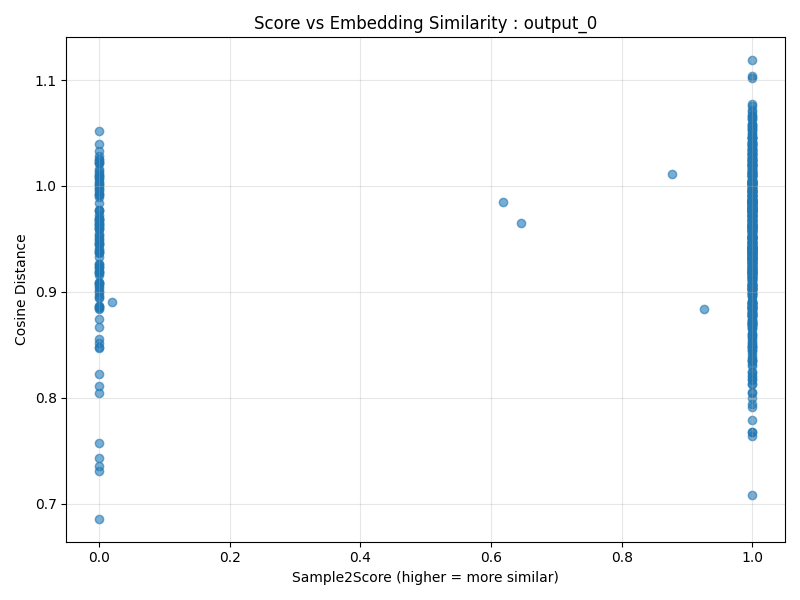 Score vs Embedding Similarity : output_0
1.1
1.0
0.9
0.8
0.7
Cosine Distance
0.0 0.2 0.4 0.6 0.8 1.0
Sample2Score (higher = more similar)